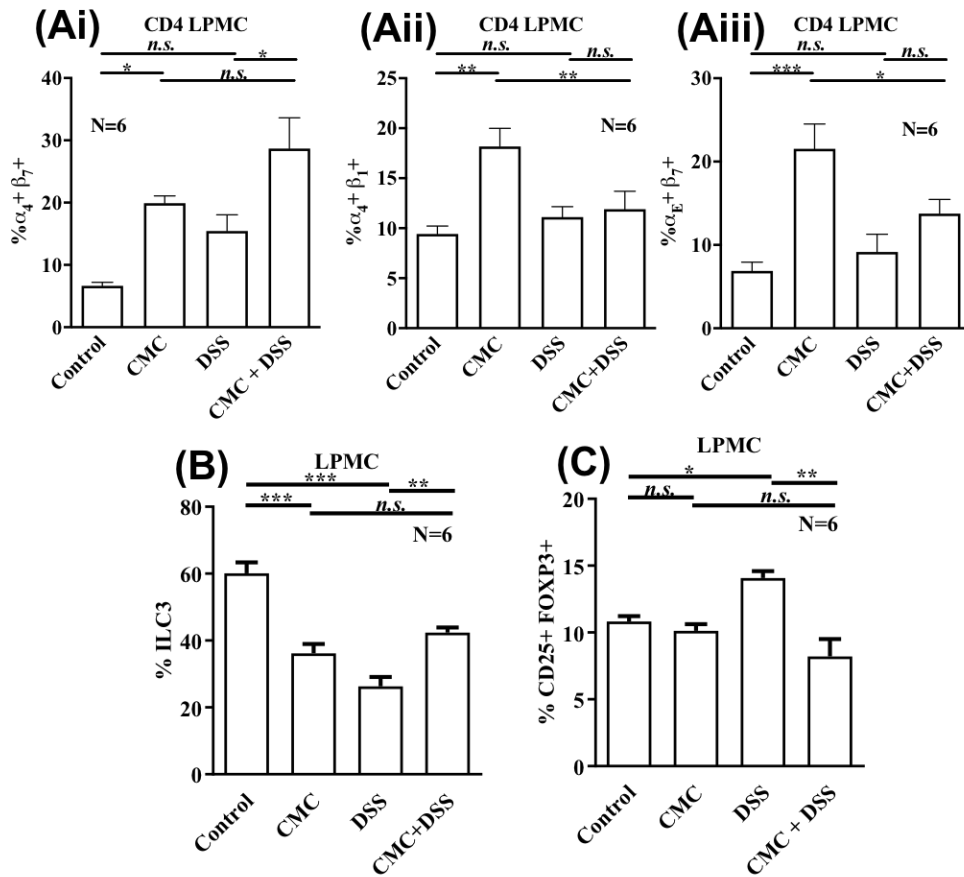 (Ai)
CD4 LPMC
n.s. *
* n.s.
N=6
%α4+ β7+
40
30
20
10
0
Control
CMC
DSS
CMC + DSS
(Aii)
CD4 LPMC
n.s. n.s.
** **
N=6
%α4+ β1+
25
20
15
10
5
0
Control
CMC
DSS
CMC+DSS
(Aiii)
CD4 LPMC
n.s. n.s.
*** *
N=6
%αE+ β7+
30
20
10
0
Control
CMC
DSS
CMC+DSS
(B)
LPMC
*** **
*** n.s.
N=6
% ILC3
80
60
40
20
0
Control
CMC
DSS
CMC+DSS
(C)
LPMC
* **
n.s. n.s.
N=6
% CD25+ FOXP3+
20
15
10
5
0
Control
CMC
DSS
CMC + DSS